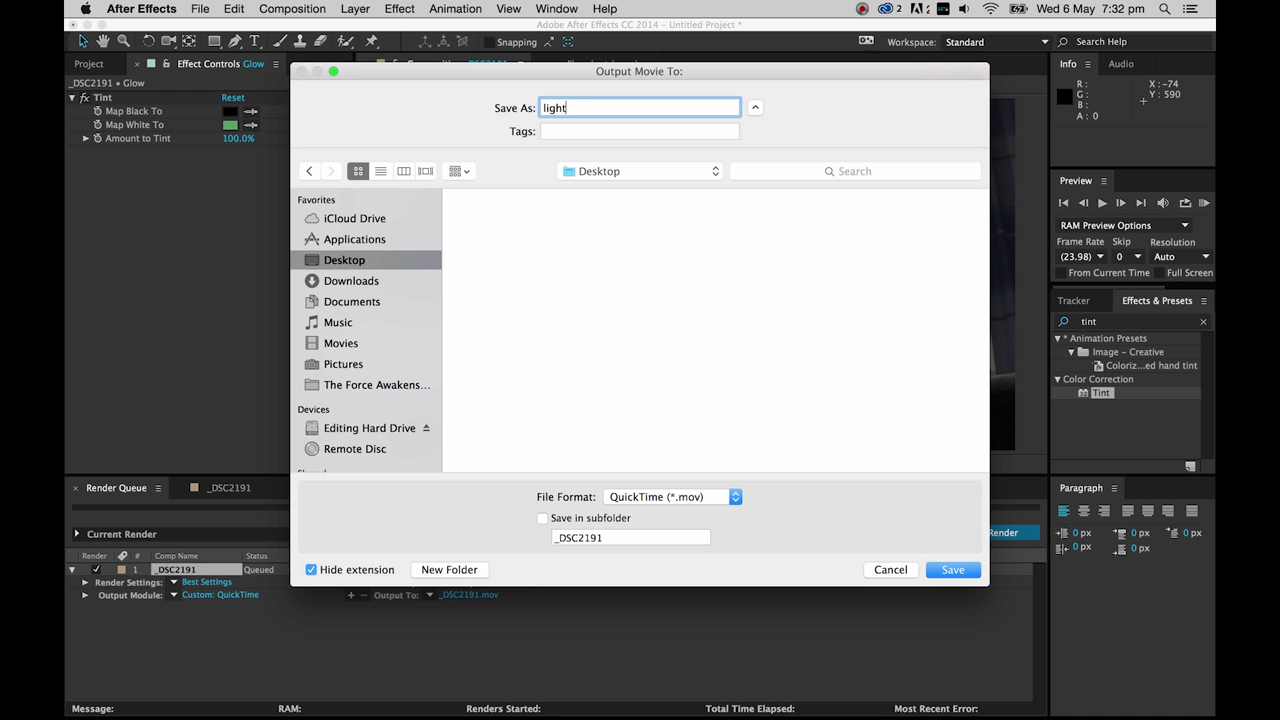 After Effects File Edit Composition Layer Effect Animation View Window Help 2 2 Wed 6 May 7:32 pm
Adobe After Effects CC 2014 – Untitled Project *
Snapping Workspace: Standard Search Help
Project Effect Controls Glow Info Audio
_DSC2191 • Glow
fx Tint Reset
Map Black To
Map White To
Amount to Tint 100.0%
R :
G :
B :
A : 0
X : -74
Y : 590
Output Movie To:
Save As: light
Tags:
Desktop Search
Favorites
iCloud Drive
Applications
Desktop
Downloads
Documents
Music
Movies
Pictures
The Force Awakens...
Devices
Editing Hard Drive
Remote Disc
File Format: QuickTime (*.mov)
Save in subfolder
_DSC2191
Hide extension New Folder Cancel Save
Preview
RAM Preview Options
Frame Rate Skip Resolution
(23.98) 0 Auto
From Current Time Full Screen
Tracker Effects & Presets
tint
* Animation Presets
Image – Creative
Coloriz...ed hand tint
Color Correction
Tint
Render Queue _DSC2191
Current Render Render
Render # Comp Name Status
1 _DSC2191 Queued
Render Settings: Best Settings
Output Module: Custom: QuickTime Output To: _DSC2191.mov
Paragraph
0 px 0 px 0 px
0 px 0 px
Message: RAM: Renders Started: Total Time Elapsed: Most Recent Error: